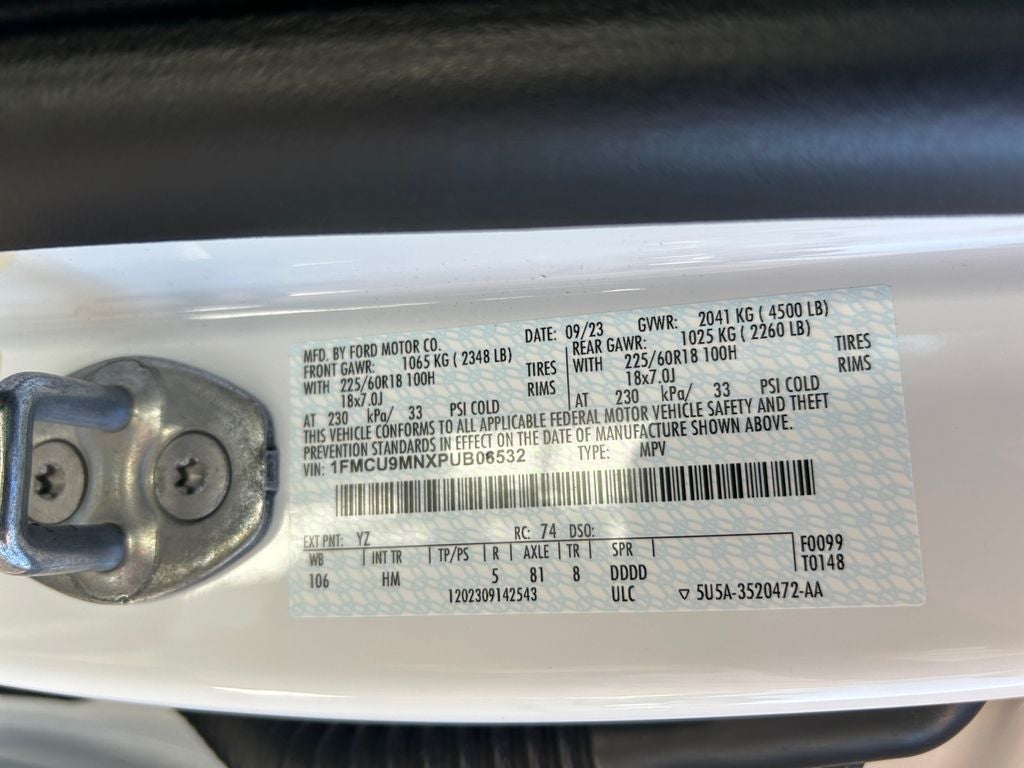 DATE: 09/23 GVWR: 2041 KG ( 4500 LB)
MFD. BY FORD MOTOR CO.
FRONT GAWR: 1065 KG ( 2348 LB)
WITH 225/60R18 100H TIRES
18x7.0J RIMS
AT 230 kPa/ 33 PSI COLD
REAR GAWR: 1025 KG ( 2260 LB)
WITH 225/60R18 100H TIRES
18x7.0J RIMS
AT 230 kPa/ 33 PSI COLD
THIS VEHICLE CONFORMS TO ALL APPLICABLE FEDERAL MOTOR VEHICLE SAFETY AND THEFT
PREVENTION STANDARDS IN EFFECT ON THE DATE OF MANUFACTURE SHOWN ABOVE.
VIN: 1FMCU9MNXPUB06532 TYPE: MPV
EXT PNT: YZ RC: 74 DSO:
WB INT TR TP/PS R AXLE TR SPR F0099
106 HM 5 81 8 DDDD T0148
1202309142543 ULC ▽ 5U5A-3520472-AA